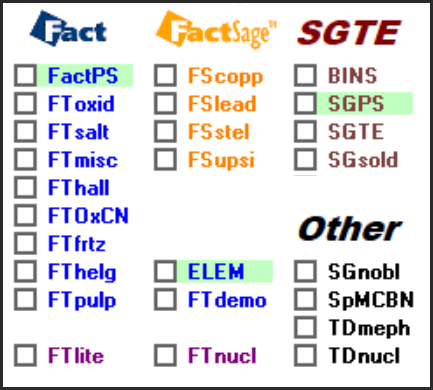 Fact
FactPS
FToxid
FTsalt
FTmisc
FThall
FTOxCN
FTfrtz
FThelg
FTpulp
FTlite
FactSage™
FScopp
FSlead
FSstel
FSupsi
ELEM
FTdemo
FTnucl
SGTE
BINS
SGPS
SGTE
SGsold
Other
SGnobl
SpMCBN
TDmeph
TDnucl